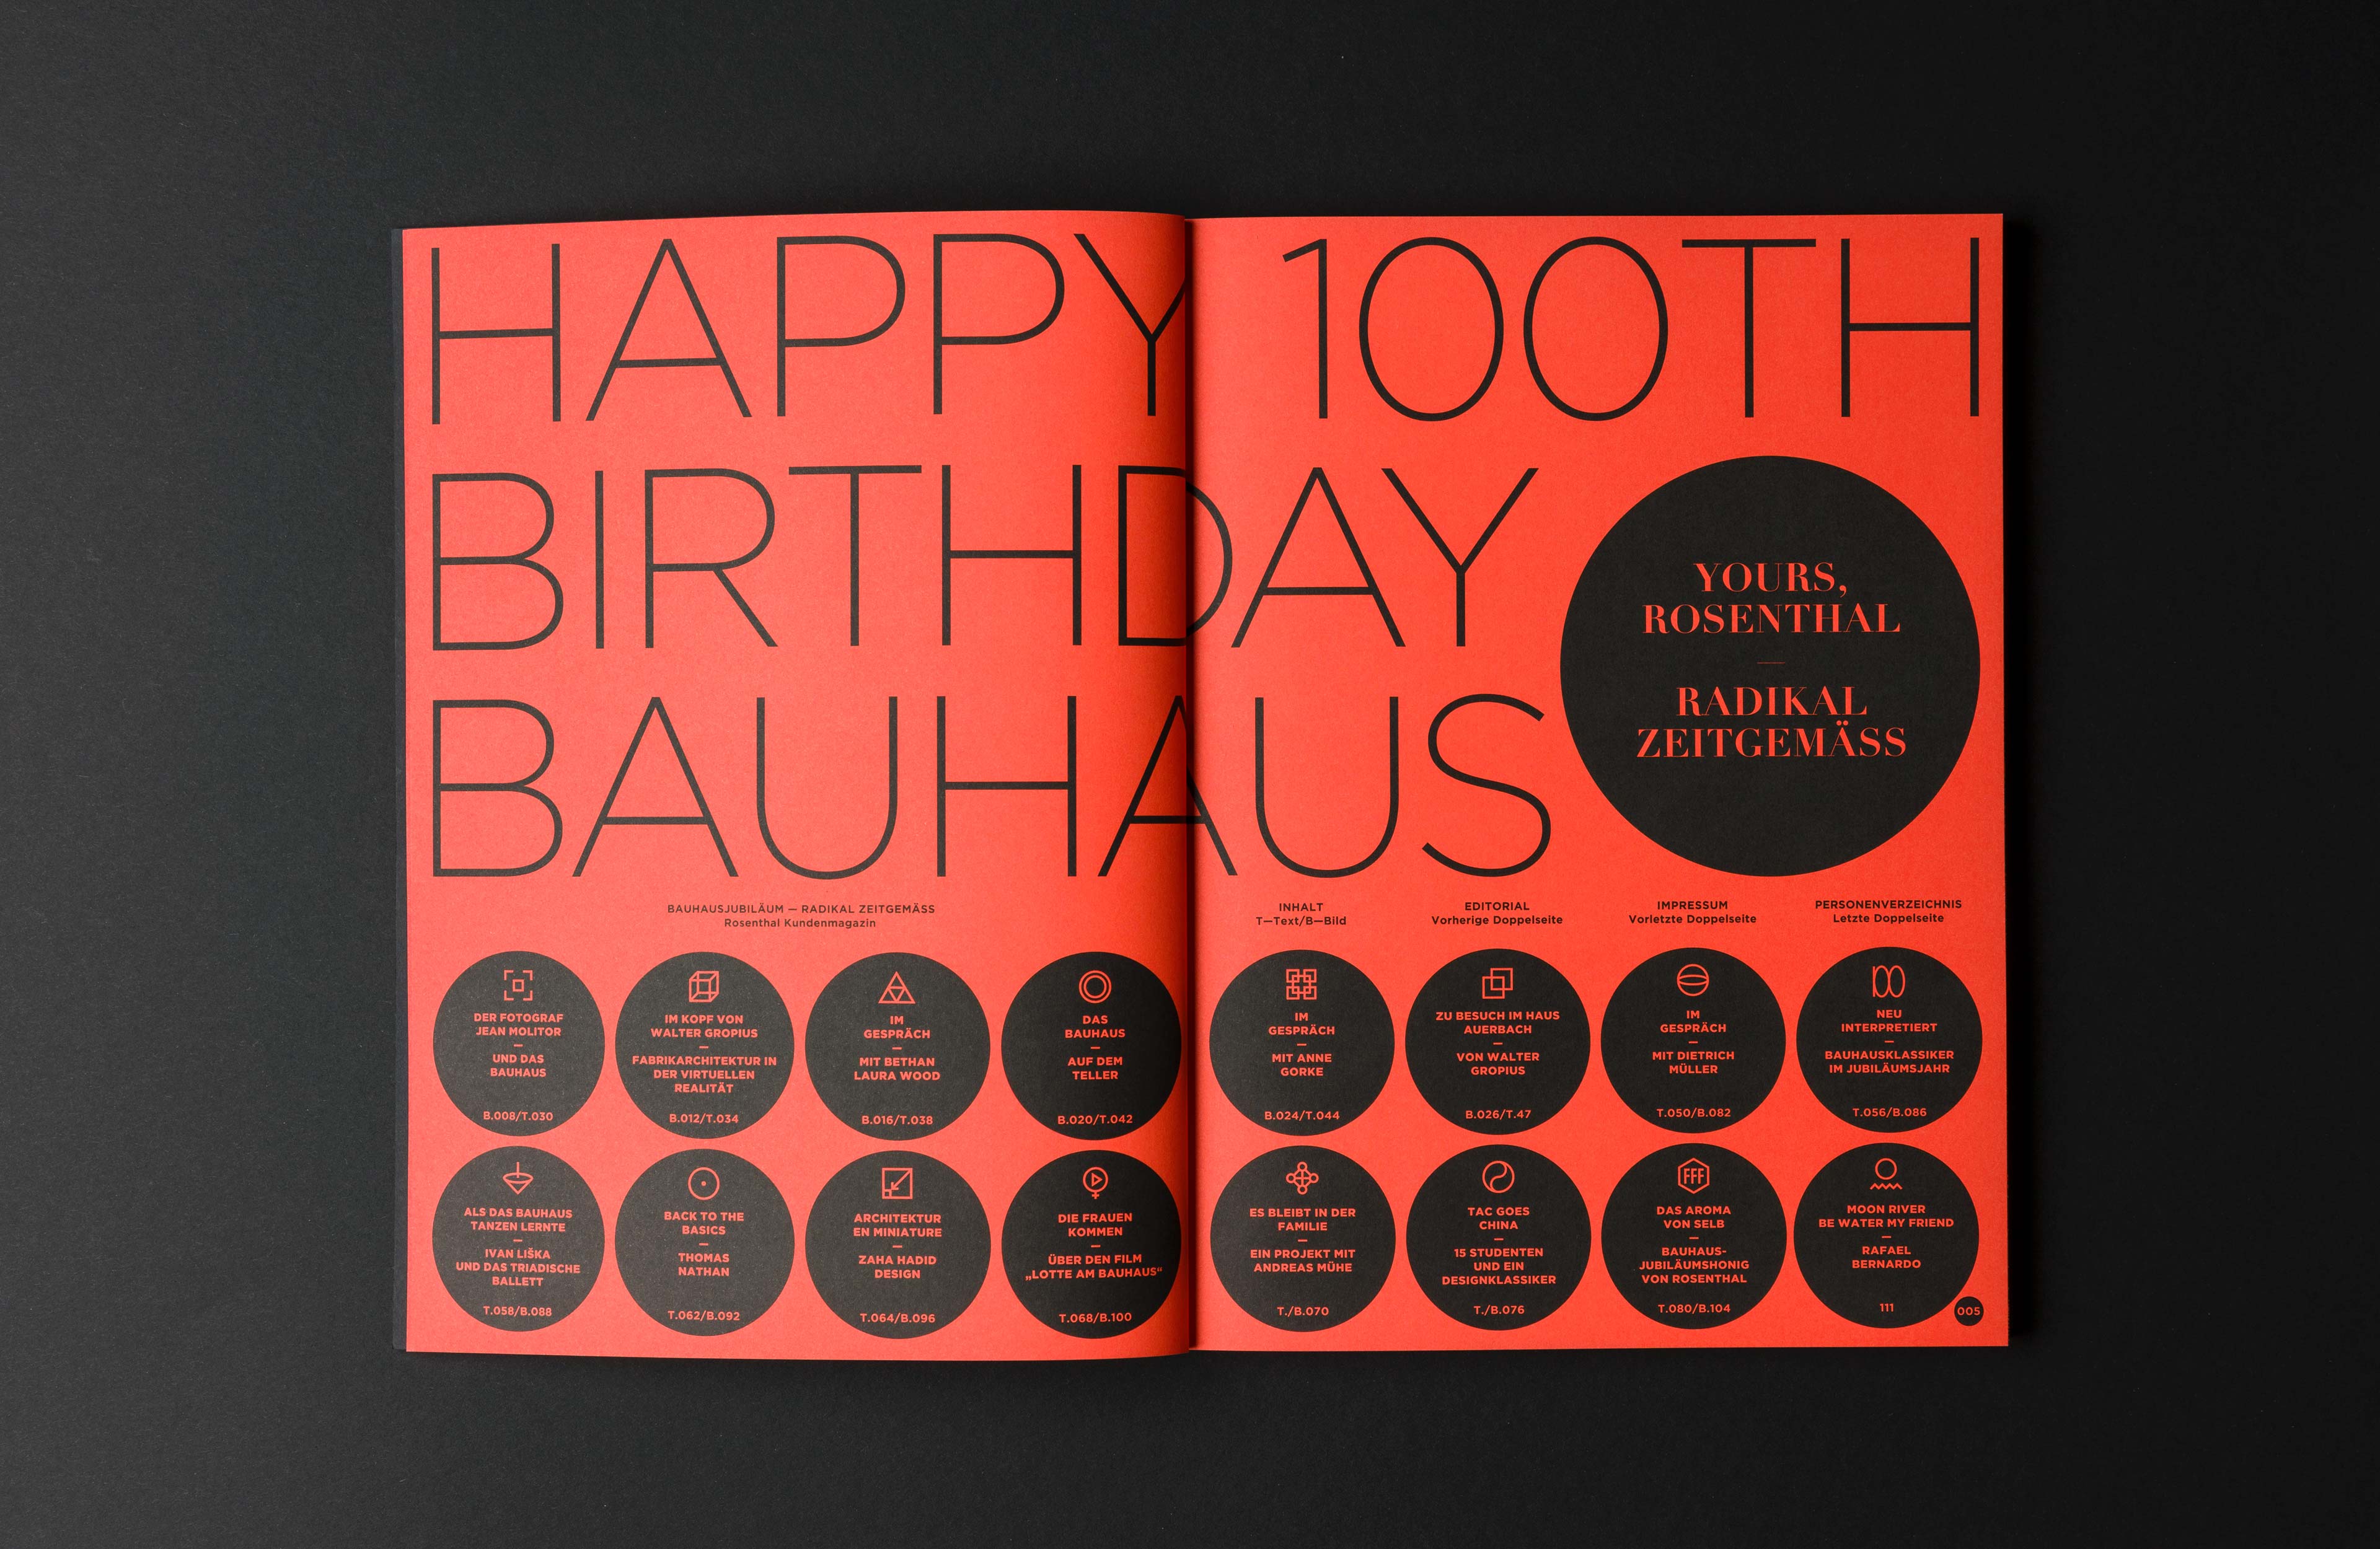 HAPPY 100TH
BIRTHDAY
BAUHAUS
YOURS,
ROSENTHAL
—
RADIKAL
ZEITGEMÄSS
BAUHAUSJUBILÄUM — RADIKAL ZEITGEMÄSS
Rosenthal Kundenmagazin
INHALT
T—Text/B—Bild
EDITORIAL
Vorherige Doppelseite
IMPRESSUM
Vorletzte Doppelseite
PERSONENVERZEICHNIS
Letzte Doppelseite
DER FOTOGRAF
JEAN MOLITOR
—
UND DAS
BAUHAUS
B.008/T.030
IM KOPF VON
WALTER GROPIUS
—
FABRIKARCHITEKTUR IN
DER VIRTUELLEN
REALITÄT
B.012/T.034
IM
GESPRÄCH
—
MIT BETHAN
LAURA WOOD
B.016/T.038
DAS
BAUHAUS
—
AUF DEM
TELLER
B.020/T.042
IM
GESPRÄCH
—
MIT ANNE
GORKE
B.024/T.044
ZU BESUCH IM HAUS
AUERBACH
—
VON WALTER
GROPIUS
B.026/T.47
IM
GESPRÄCH
—
MIT DIETRICH
MÜLLER
T.050/B.082
NEU
INTERPRETIERT
—
BAUHAUSKLASSIKER
IM JUBILÄUMSJAHR
T.056/B.086
ALS DAS BAUHAUS
TANZEN LERNTE
—
IVAN LIŠKA
UND DAS TRIADISCHE
BALLETT
T.058/B.088
BACK TO THE
BASICS
—
THOMAS
NATHAN
T.062/B.092
ARCHITEKTUR
EN MINIATURE
—
ZAHA HADID
DESIGN
T.064/B.096
DIE FRAUEN
KOMMEN
—
ÜBER DEN FILM
„LOTTE AM BAUHAUS“
T.068/B.100
ES BLEIBT IN DER
FAMILIE
—
EIN PROJEKT MIT
ANDREAS MÜHE
T./B.070
TAC GOES
CHINA
—
15 STUDENTEN
UND EIN
DESIGNKLASSIKER
T./B.076
FFF
DAS AROMA
VON SELB
—
BAUHAUS-
JUBILÄUMSHONIG
VON ROSENTHAL
T.080/B.104
MOON RIVER
BE WATER MY FRIEND
—
RAFAEL
BERNARDO
111
005